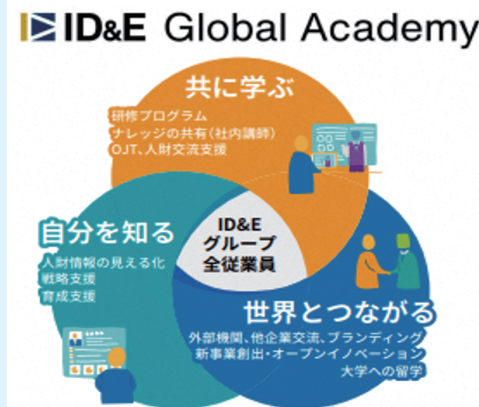 ID&E Global Academy
共に学ぶ
研修プログラム
ナレッジの共有(社内講師)
OJT、人財交流支援
自分を知る
人財情報の見える化
戦略支援
育成支援
ID&E
グループ
全従業員
世界とつながる
外部機関、他企業交流、ブランディング
新事業創出・オープンイノベーション
大学への留学